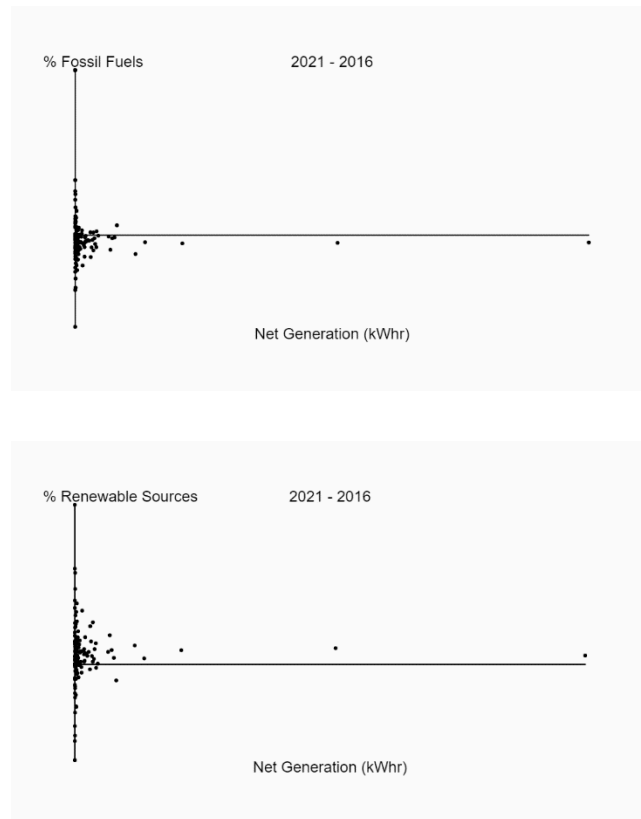 % Fossil Fuels 2021 - 2016
Net Generation (kWhr)
% Renewable Sources 2021 - 2016
Net Generation (kWhr)